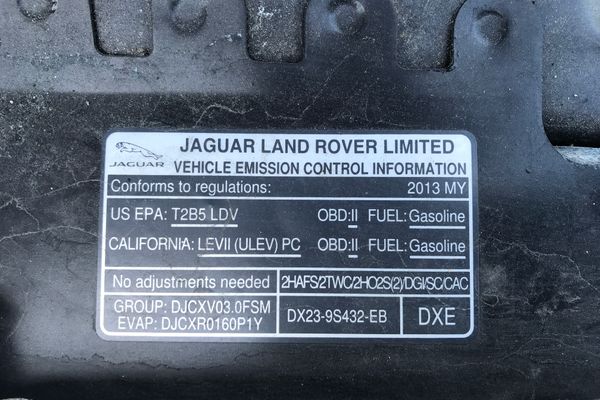 JAGUAR LAND ROVER LIMITED
JAGUAR VEHICLE EMISSION CONTROL INFORMATION
Conforms to regulations: 2013 MY
US EPA: T2B5 LDV OBD:II FUEL: Gasoline
CALIFORNIA: LEVII (ULEV) PC OBD:II FUEL: Gasoline
No adjustments needed 2HAFS/2TWC/2HO2S(2)/DGI/SC/CAC
GROUP: DJCXV03.0FSM
EVAP: DJCXR0160P1Y
DX23-9S432-EB
DXE